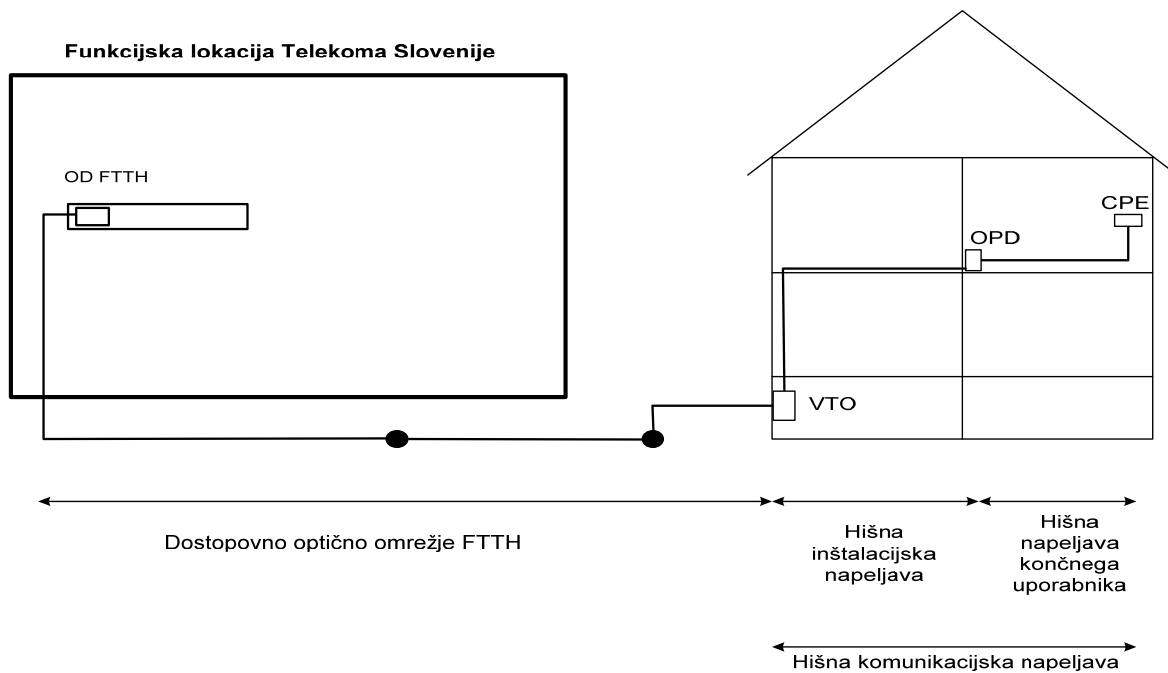 Funkcijska lokacija Telekoma Slovenije
OD FTTH
CPE
OPD
VTO
Dostopovno optično omrežje FTTH
Hišna
inštalacijska
napeljava
Hišna
napeljava
končnega
uporabnika
Hišna komunikacijska napeljava